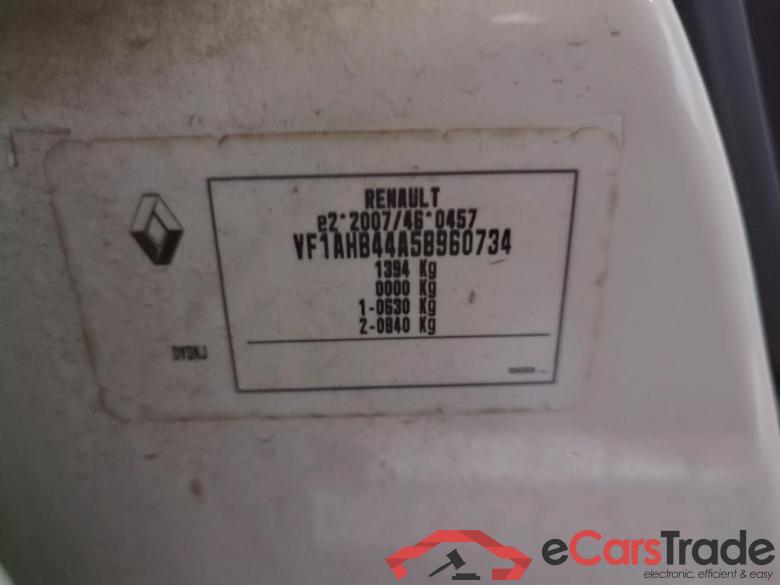 RENAULT
e2*2007/46*0457
VF1AHB44A58960734
1394 Kg
0000 Kg
1-0630 Kg
2-0840 Kg
eCarsTrade
electronic, efficient & easy